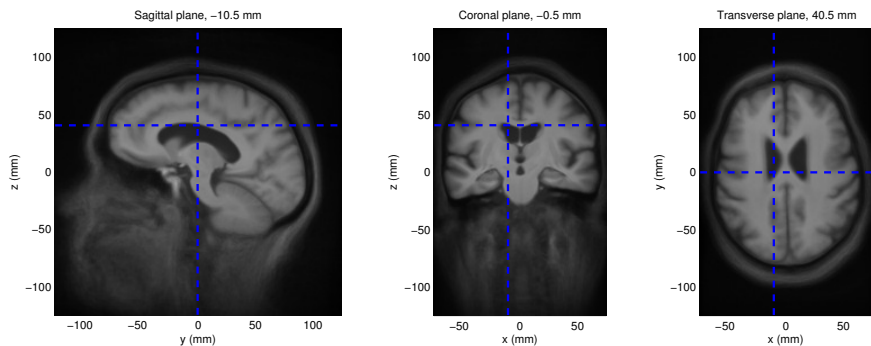 Sagittal plane, −10.5 mm
Coronal plane, −0.5 mm
Transverse plane, 40.5 mm
100
50
0
−50
−100
z (mm)
−100 −50 0 50 100
y (mm)
100
50
0
−50
−100
z (mm)
−50 0 50
x (mm)
100
50
0
−50
−100
y (mm)
−50 0 50
x (mm)